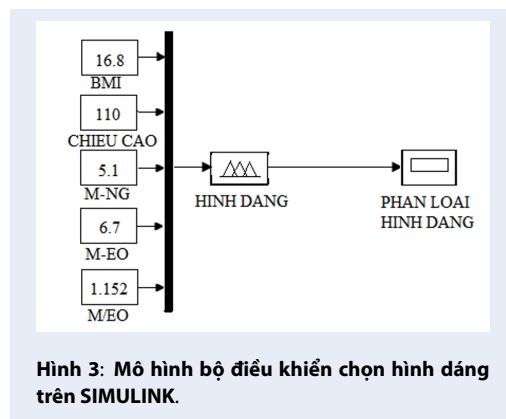 16.8
BMI
110
CHIEU CAO
5.1
M-NG
6.7
M-EO
1.152
M/EO
HINH DANG
PHAN LOAI
HINH DANG
Hình 3: Mô hình bộ điều khiển chọn hình dáng
trên SIMULINK.